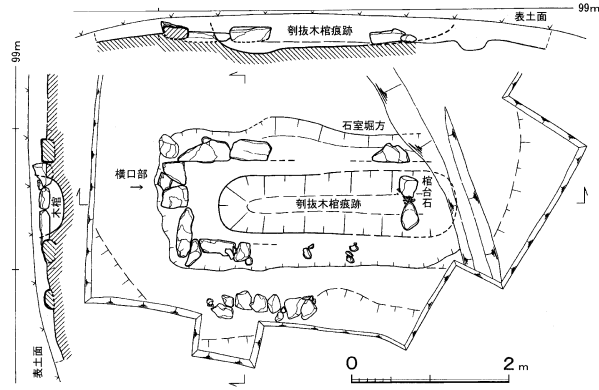 99m
表土面
刳抜木棺痕跡
99m
石室堀方
横口部
→
棺台石
刳抜木棺痕跡
木棺
表土面
0 2m